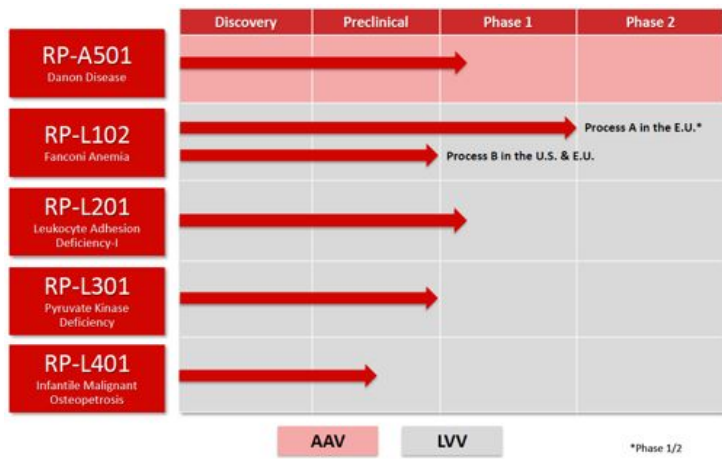 Discovery Preclinical Phase 1 Phase 2
RP-A501
Danon Disease
RP-L102
Fanconi Anemia
Process A in the E.U.*
Process B in the U.S. & E.U.
RP-L201
Leukocyte Adhesion
Deficiency-I
RP-L301
Pyruvate Kinase
Deficiency
RP-L401
Infantile Malignant
Osteopetrosis
AAV LVV
*Phase 1/2